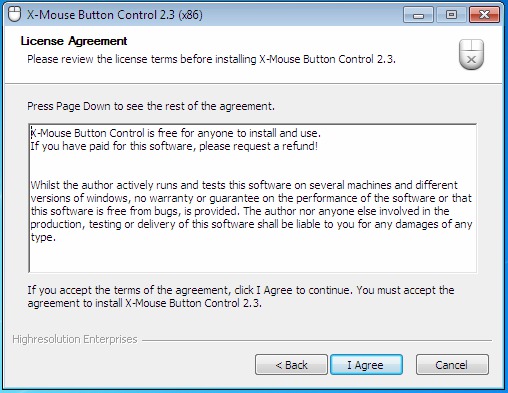 X-Mouse Button Control 2.3 (x86)
License Agreement
Please review the license terms before installing X-Mouse Button Control 2.3.
Press Page Down to see the rest of the agreement.
X-Mouse Button Control is free for anyone to install and use.
If you have paid for this software, please request a refund!
Whilst the author actively runs and tests this software on several machines and different
versions of windows, no warranty or guarantee on the performance of the software or that
this software is free from bugs, is provided. The author nor anyone else involved in the
production, testing or delivery of this software shall be liable to you for any damages of any
type.
If you accept the terms of the agreement, click I Agree to continue. You must accept the
agreement to install X-Mouse Button Control 2.3.
Highresolution Enterprises
< Back
I Agree
Cancel